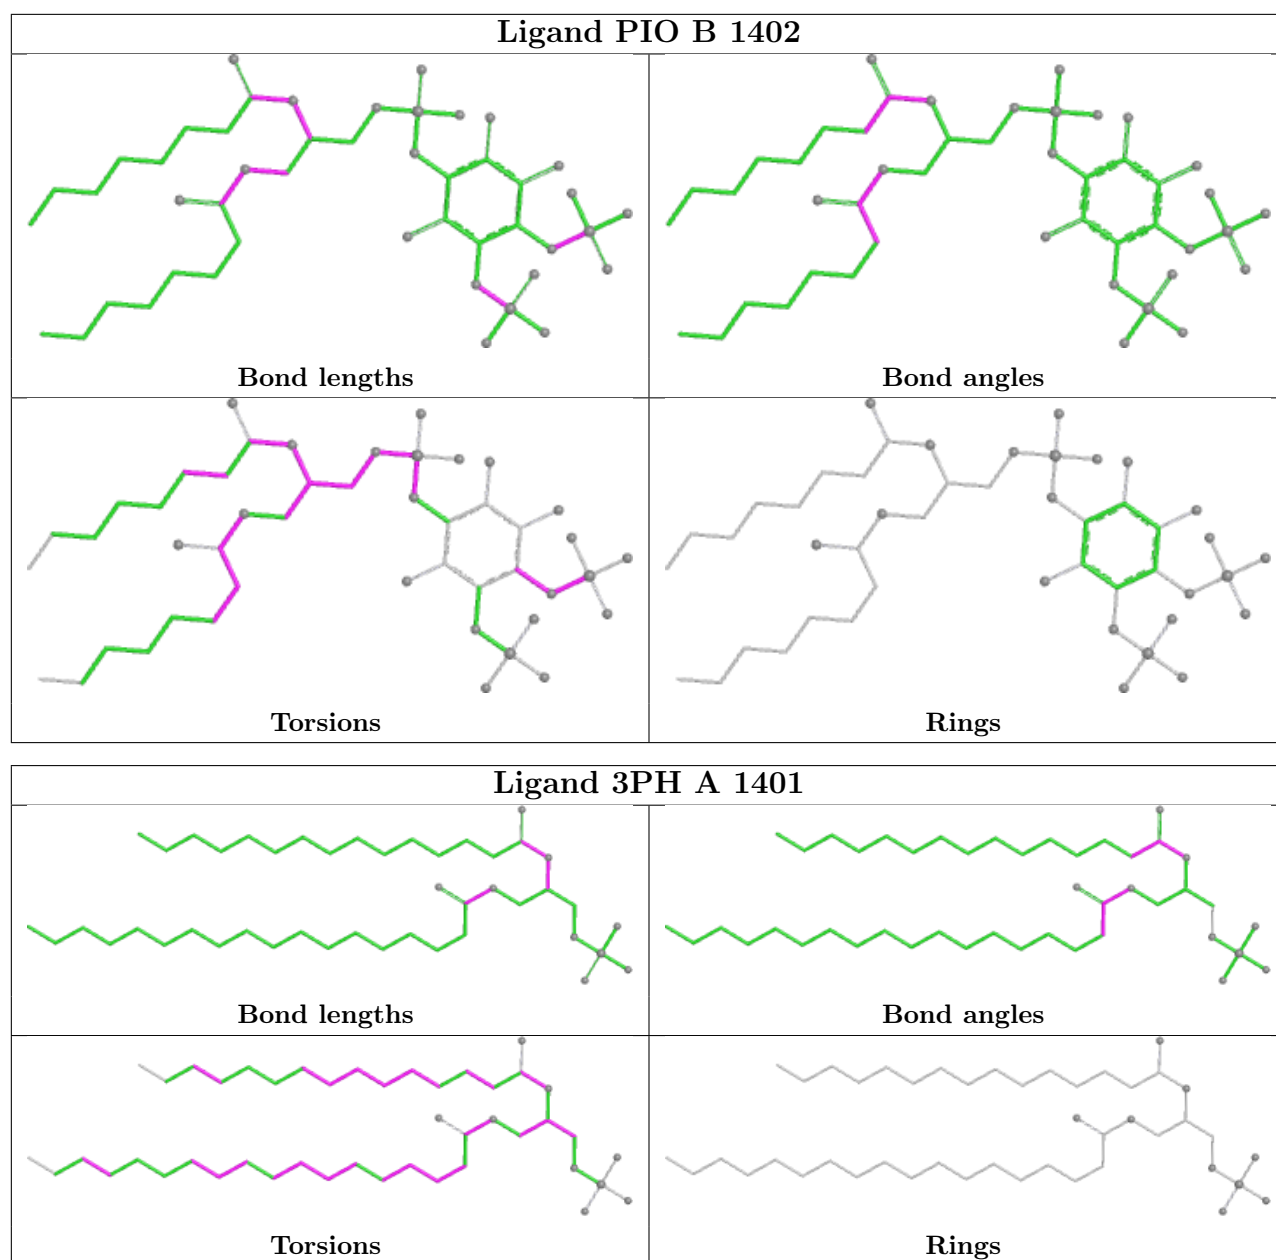 Ligand PIO B 1402
Bond lengths
Bond angles
Torsions
Rings
Ligand 3PH A 1401
Bond lengths
Bond angles
Torsions
Rings